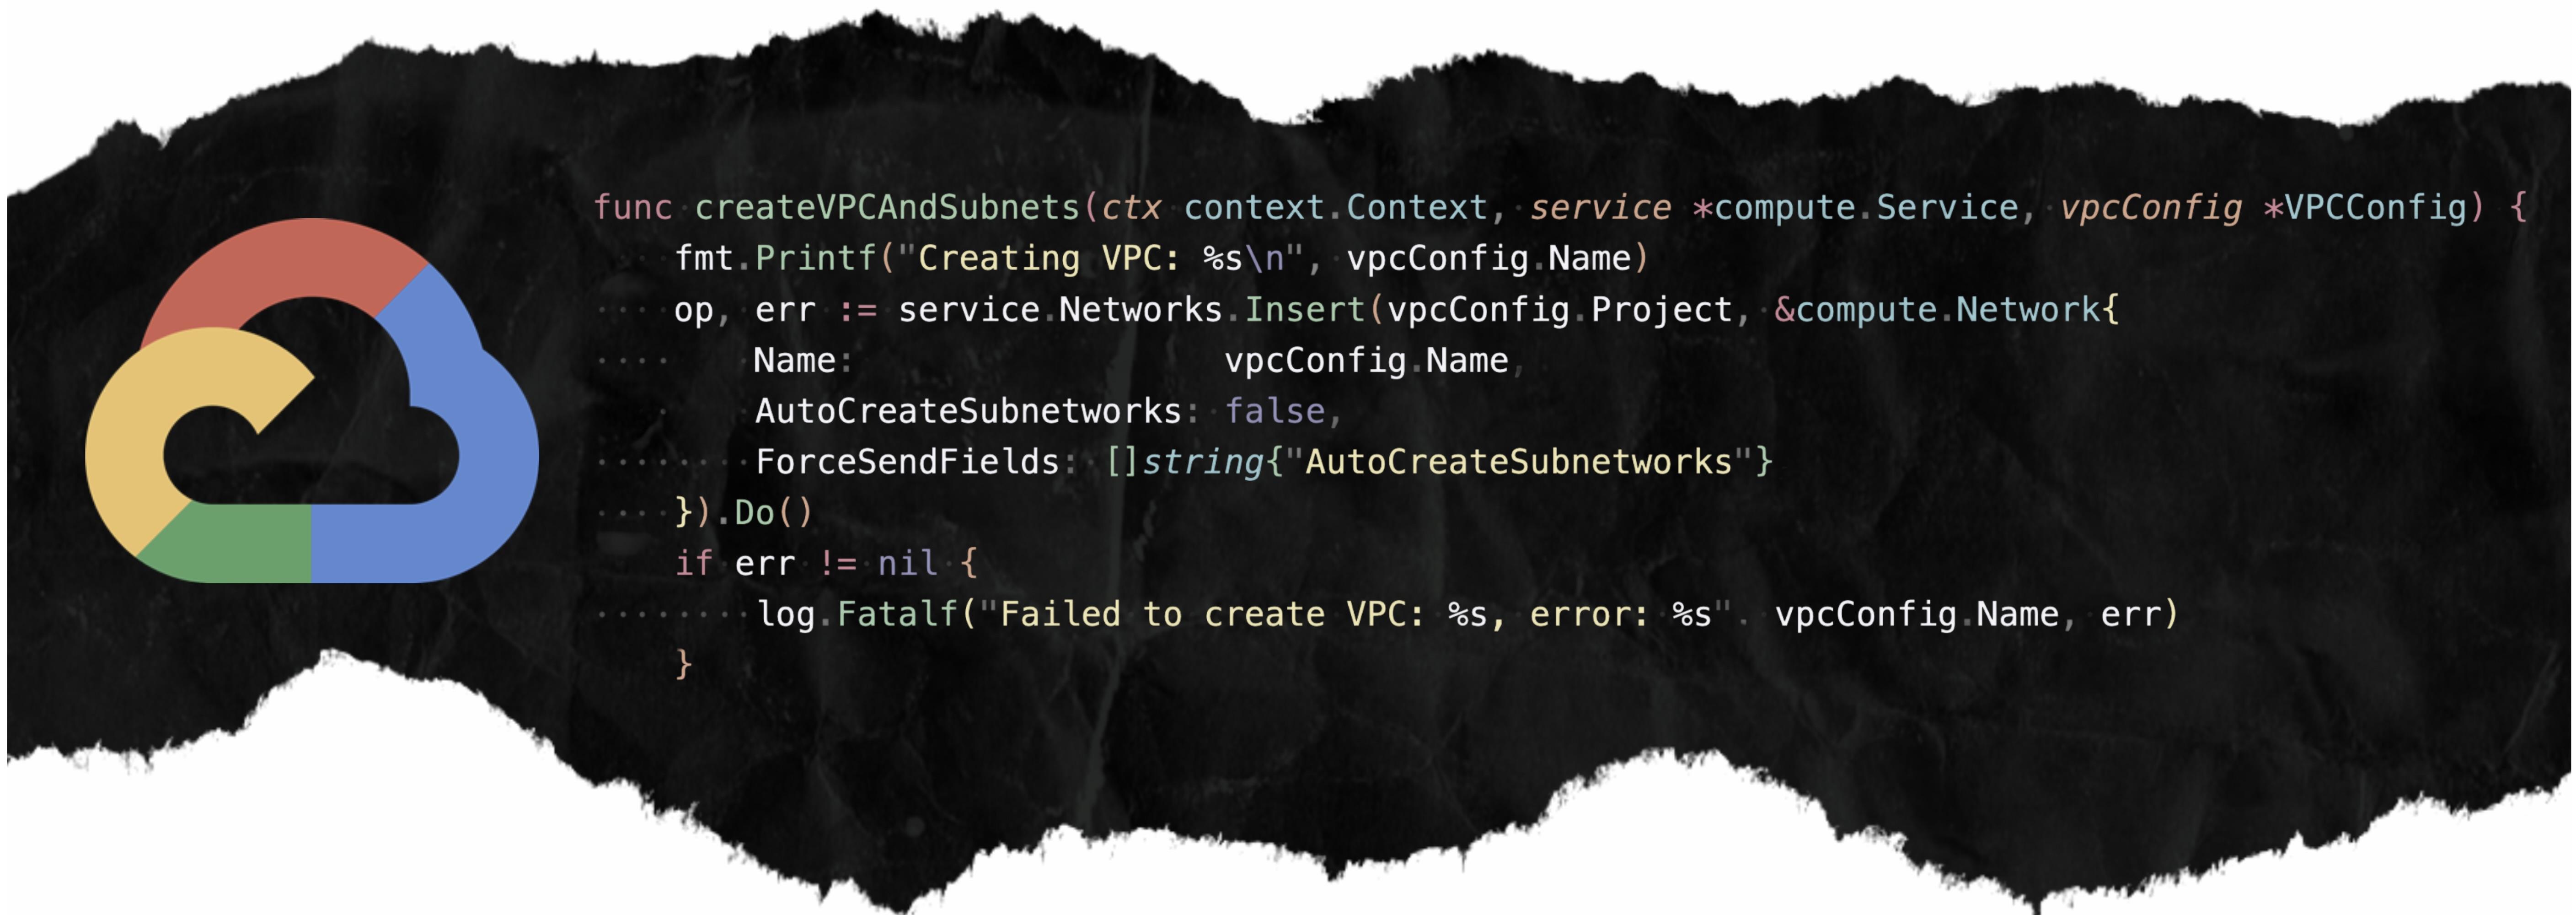 func createVPCAndSubnets(ctx context.Context, service *compute.Service, vpcConfig *VPCConfig) {
    fmt.Printf("Creating VPC: %s\n", vpcConfig.Name)
    op, err := service.Networks.Insert(vpcConfig.Project, &compute.Network{
        Name:                   vpcConfig.Name,
        AutoCreateSubnetworks: false,
        ForceSendFields: []string{"AutoCreateSubnetworks"}
    }).Do()
    if err != nil {
        log.Fatalf("Failed to create VPC: %s, error: %s". vpcConfig.Name, err)
    }